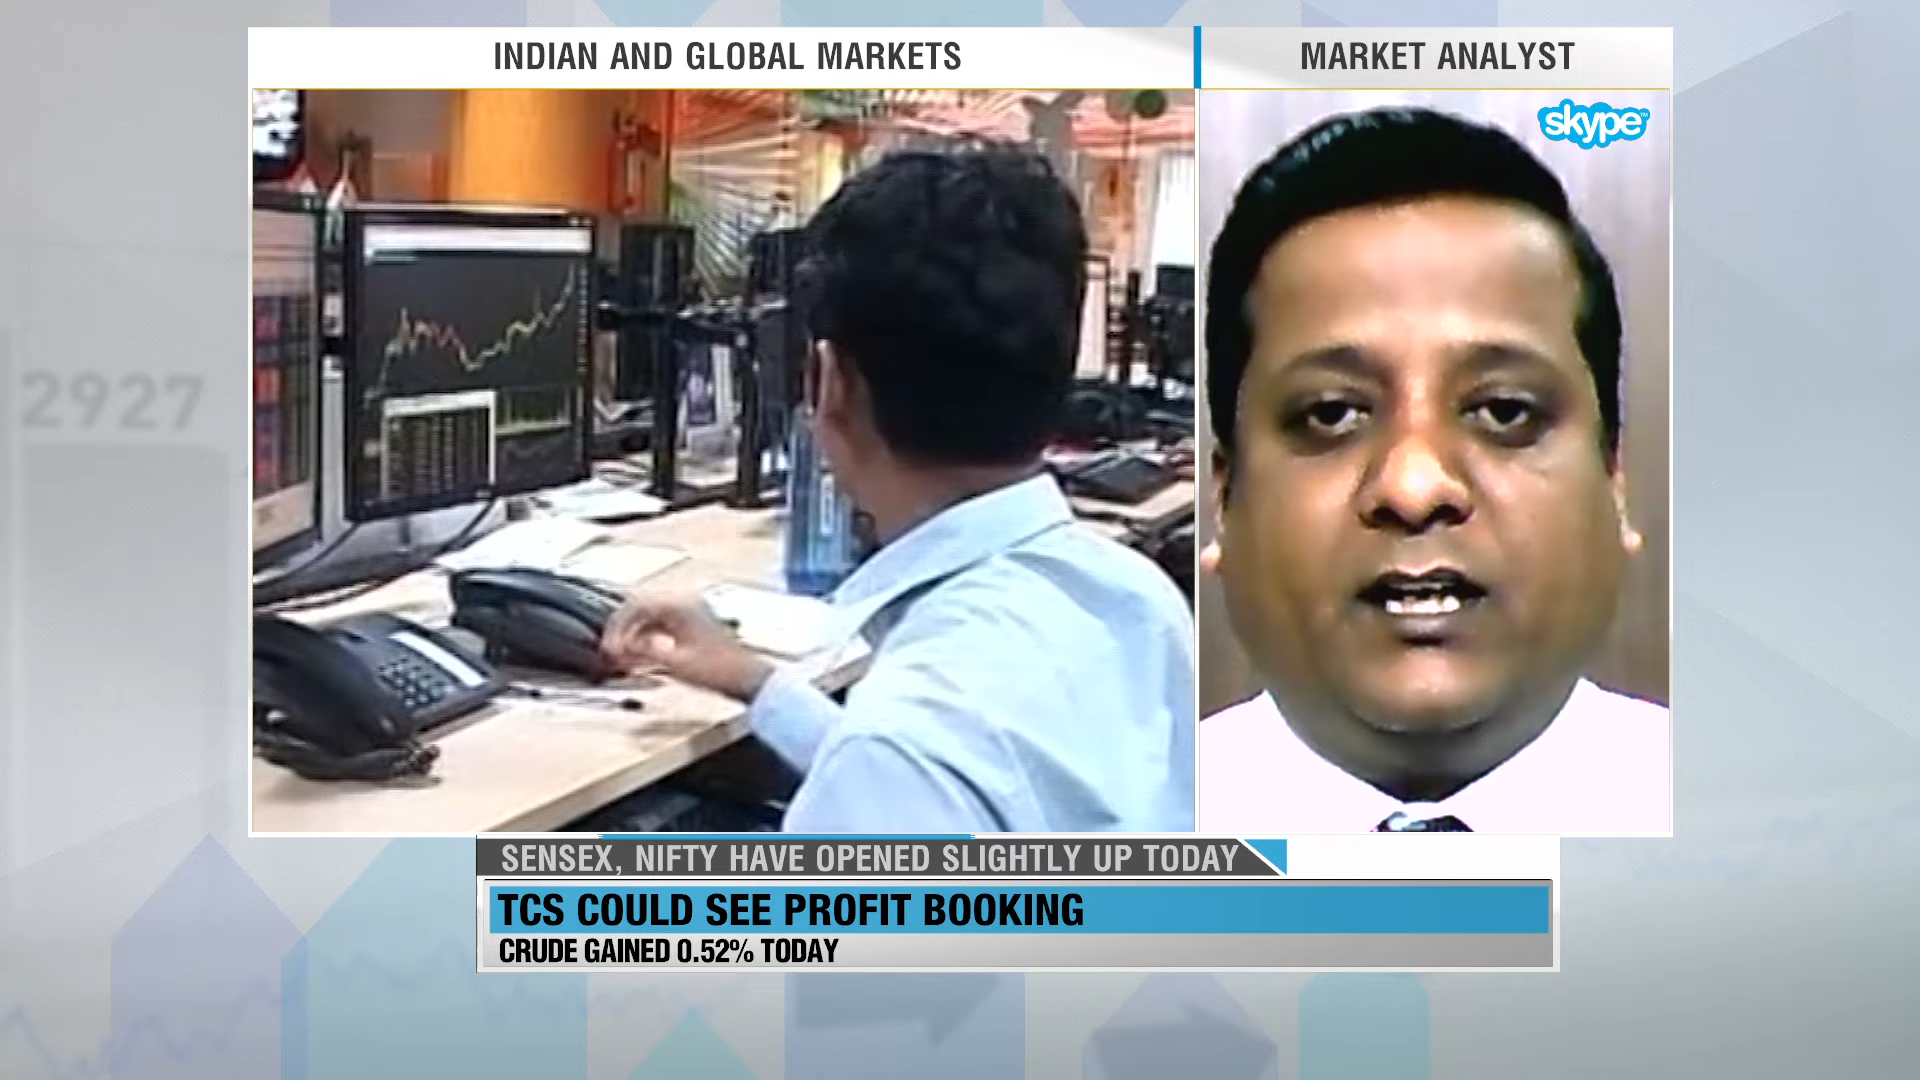 INDIAN AND GLOBAL MARKETS
MARKET ANALYST
skype™
2927
SENSEX, NIFTY HAVE OPENED SLIGHTLY UP TODAY
TCS COULD SEE PROFIT BOOKING
CRUDE GAINED 0.52% TODAY